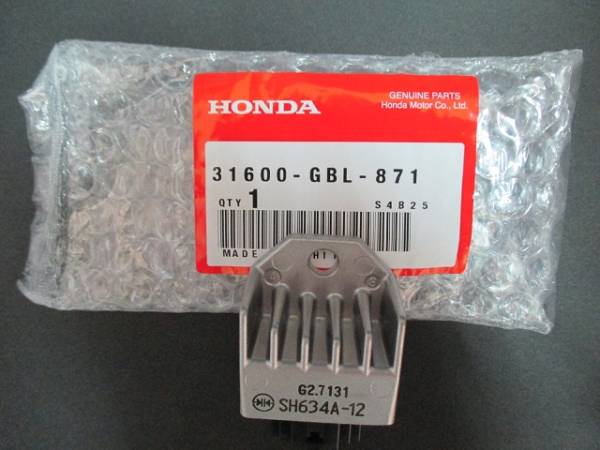 HONDA
GENUINE PARTS
Honda Motor Co., Ltd.
31600-GBL-871
QTY 1
S4B25
MADE
G2.7131
SH634A-12